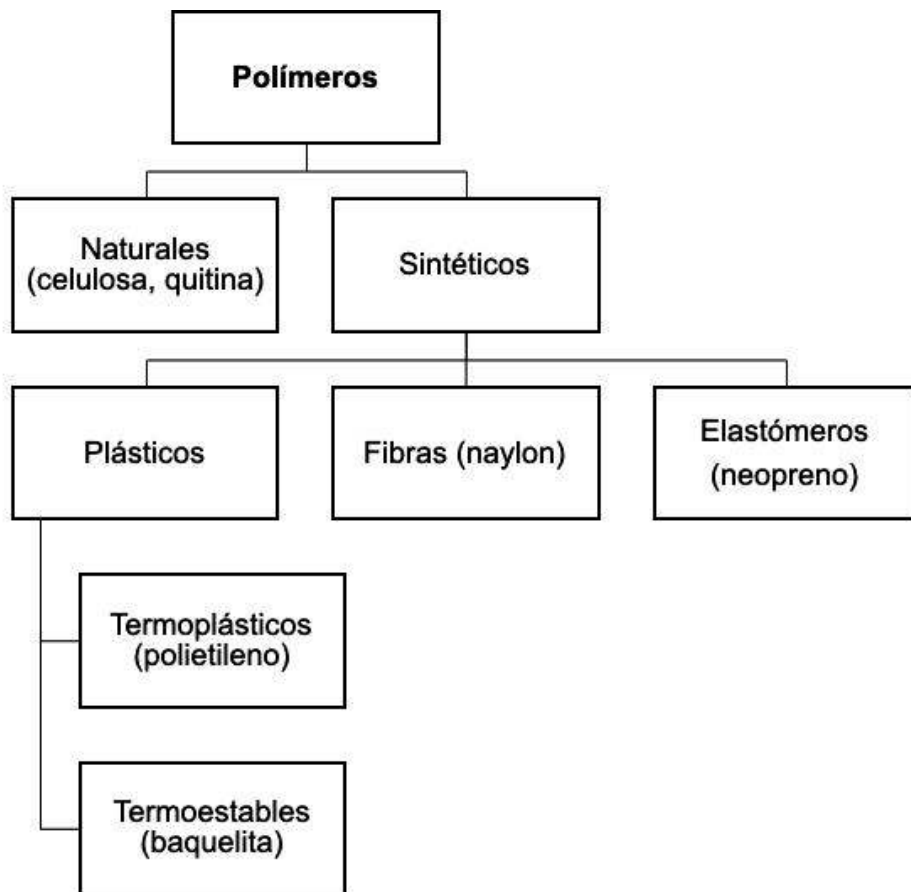 Polímeros
Naturales
(celulosa, quitina)
Sintéticos
Plásticos
Fibras (naylon)
Elastómeros
(neopreno)
Termoplásticos
(polietileno)
Termoestables
(baquelita)